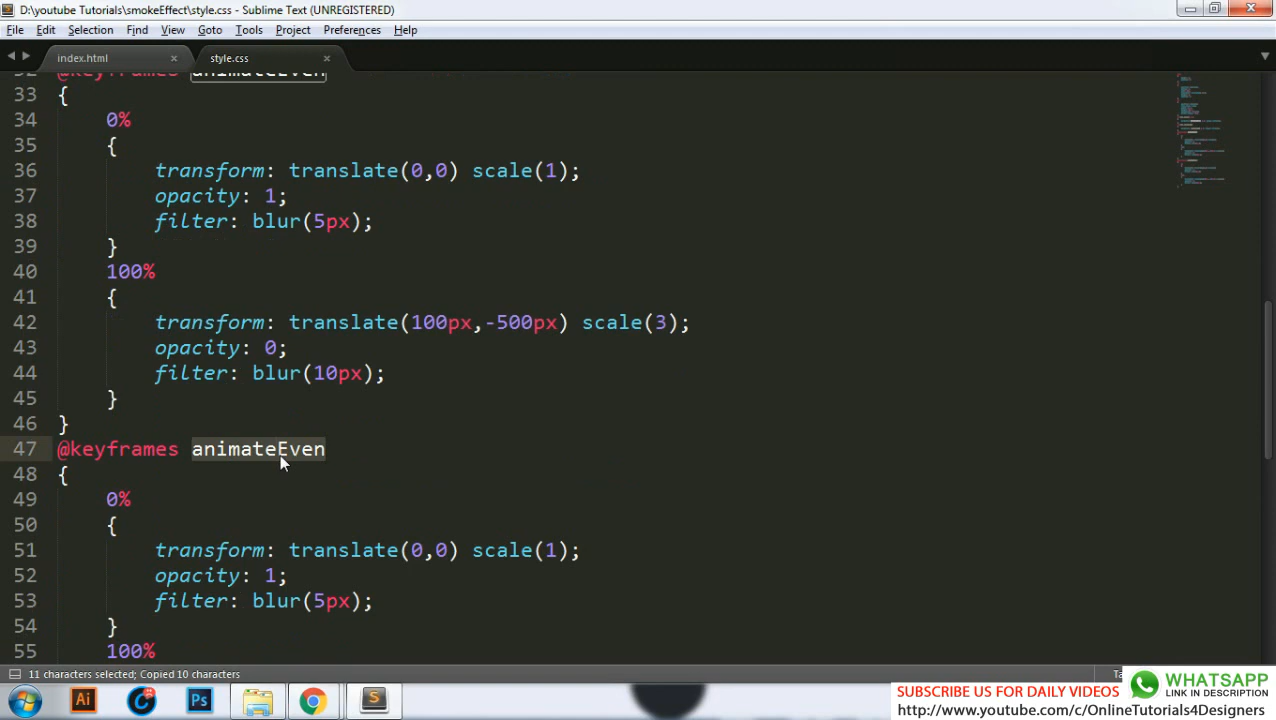 D:\youtube Tutorials\smokeEffect\style.css - Sublime Text (UNREGISTERED)
File Edit Selection Find View Goto Tools Project Preferences Help
index.html × style.css ×
32 @keyframes animateEven
33 {
34 0%
35 {
36 transform: translate(0,0) scale(1);
37 opacity: 1;
38 filter: blur(5px);
39 }
40 100%
41 {
42 transform: translate(100px,-500px) scale(3);
43 opacity: 0;
44 filter: blur(10px);
45 }
46 }
47 @keyframes animateEven
48 {
49 0%
50 {
51 transform: translate(0,0) scale(1);
52 opacity: 1;
53 filter: blur(5px);
54 }
55 100%
11 characters selected; Copied 10 characters
Ai Ps S
SUBSCRIBE US FOR DAILY VIDEOS
http://www.youtube.com/c/OnlineTutorials4Designers
WHATSAPP
LINK IN DESCRIPTION